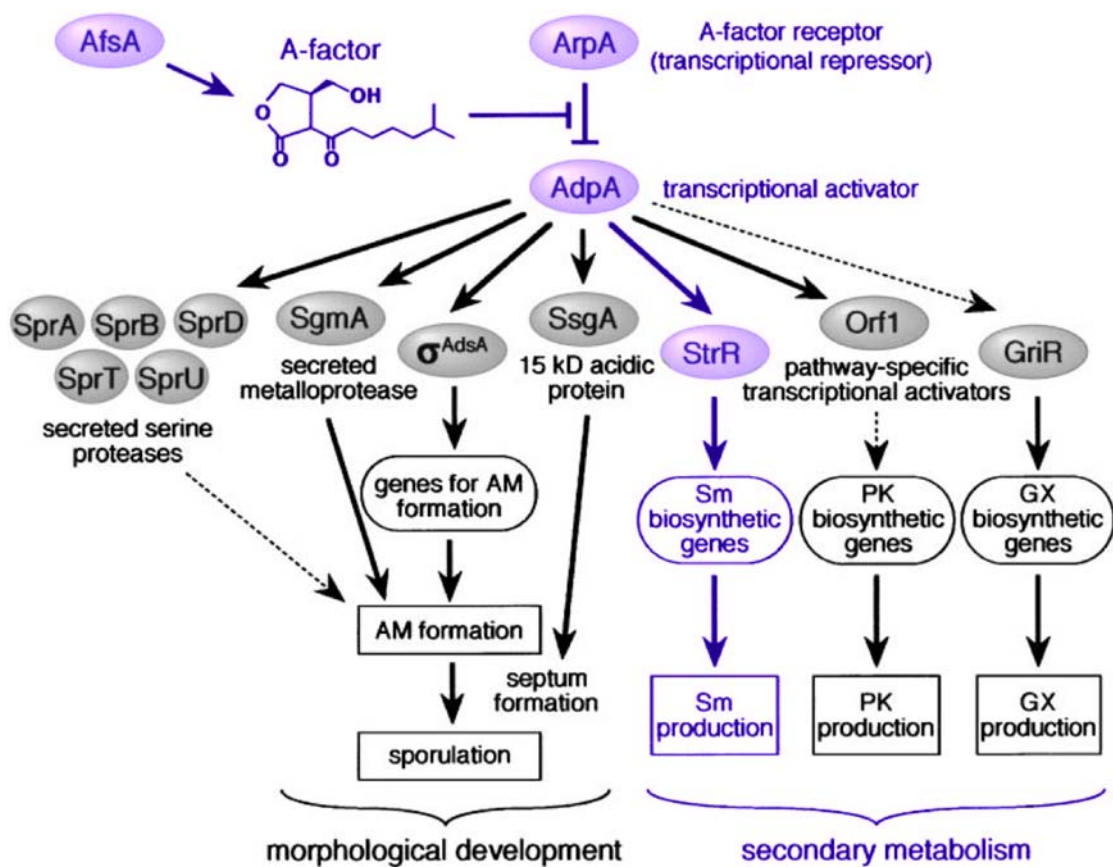 AfsA
A-factor
OH
O
O
O
ArpA
A-factor receptor
(transcriptional repressor)
AdpA
transcriptional activator
SprA
SprB
SprD
SprT
SprU
secreted serine
proteases
SgmA
secreted
metalloprotease
σAdsA
SsgA
15 kD acidic
protein
StrR
Orf1
pathway-specific
transcriptional activators
GriR
genes for AM
formation
AM formation
septum
formation
sporulation
Sm
biosynthetic
genes
PK
biosynthetic
genes
GX
biosynthetic
genes
Sm
production
PK
production
GX
production
morphological development
secondary metabolism